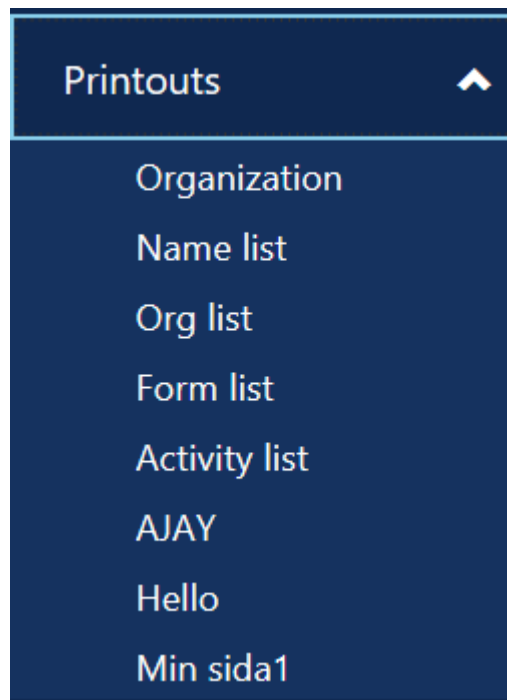 Printouts
Organization
Name list
Org list
Form list
Activity list
AJAY
Hello
Min sida1